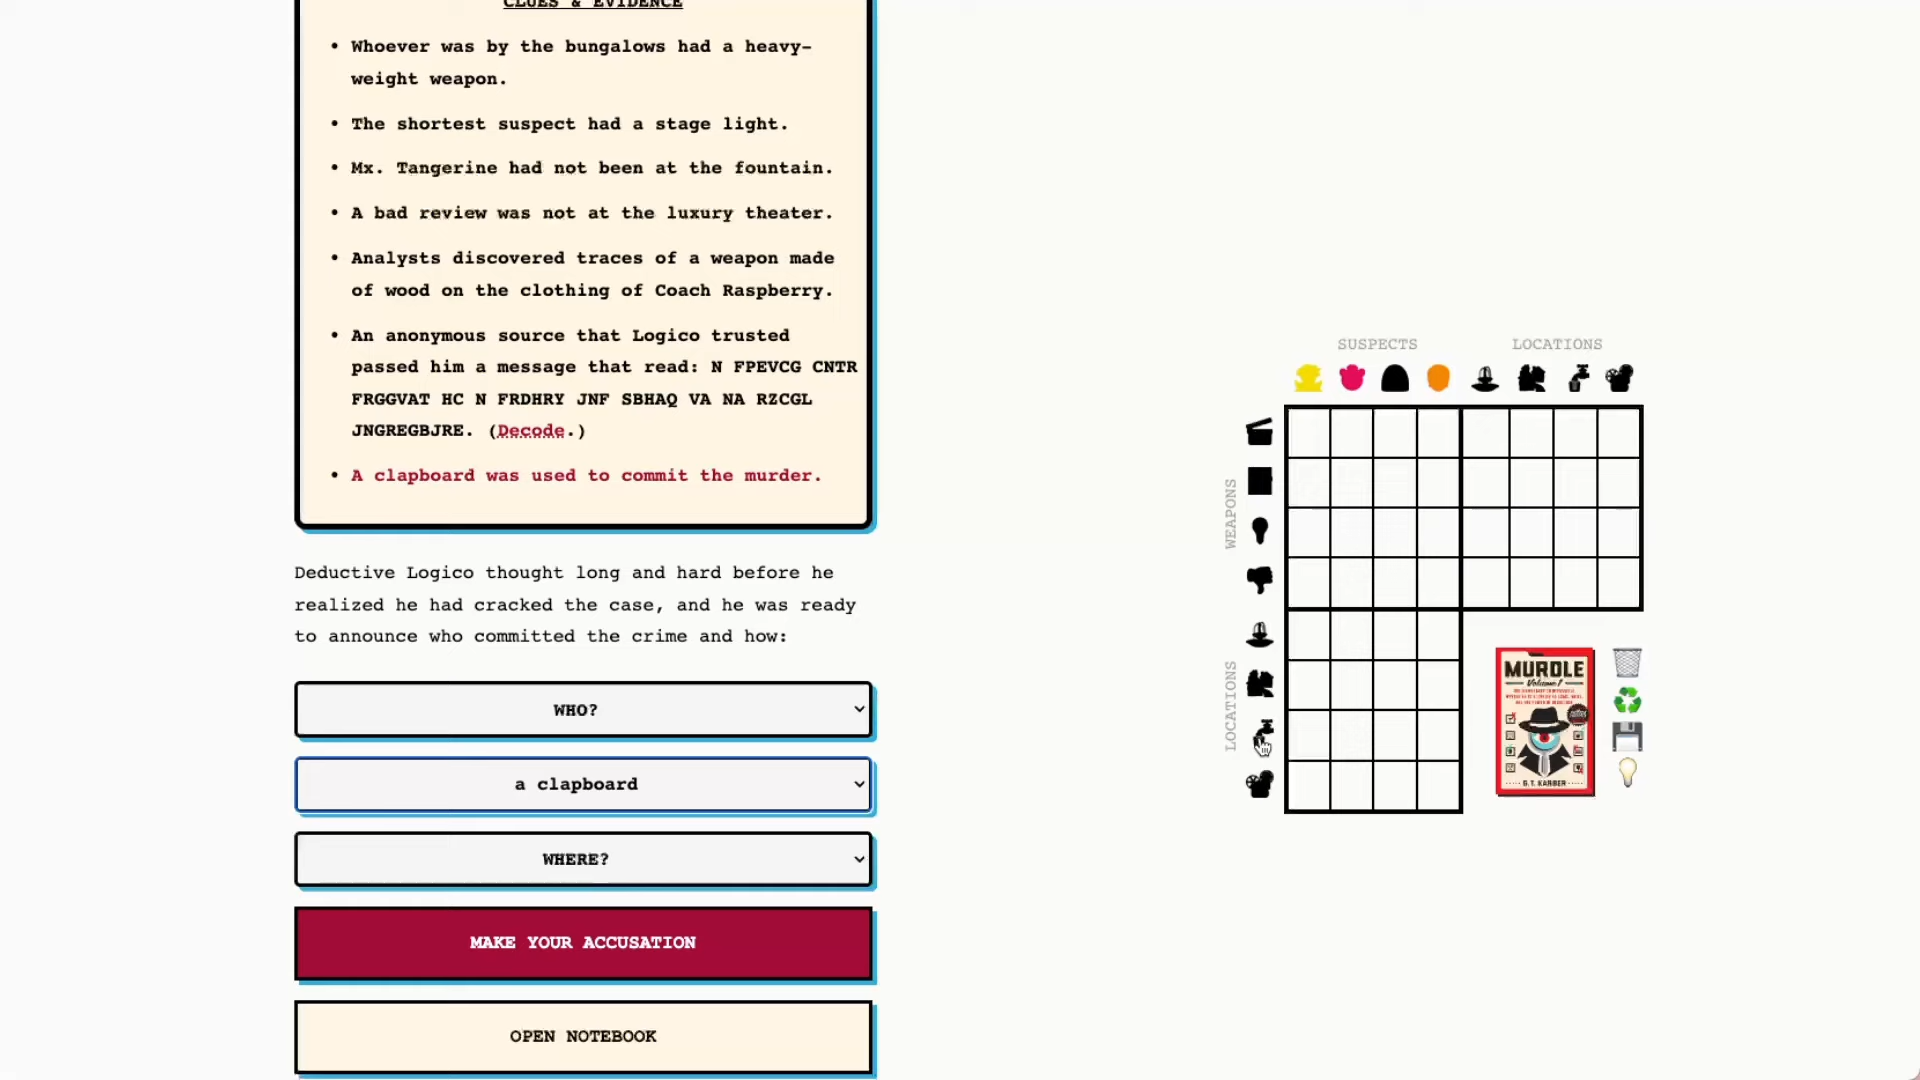 CLUES & EVIDENCE
• Whoever was by the bungalows had a heavy-
weight weapon.
• The shortest suspect had a stage light.
• Mx. Tangerine had not been at the fountain.
• A bad review was not at the luxury theater.
• Analysts discovered traces of a weapon made
of wood on the clothing of Coach Raspberry.
• An anonymous source that Logico trusted
passed him a message that read: N FPEVCG CNTR
FRGGVAT HC N FRDHRY JNF SBHAQ VA NA RZCGL
JNGREGBJRE. (Decode.)
• A clapboard was used to commit the murder.
Deductive Logico thought long and hard before he
realized he had cracked the case, and he was ready
to announce who committed the crime and how:
WHO?
a clapboard
WHERE?
MAKE YOUR ACCUSATION
OPEN NOTEBOOK
SUSPECTS
LOCATIONS
WEAPONS
LOCATIONS
MURDLE
Volume 1
G.T. KARBER